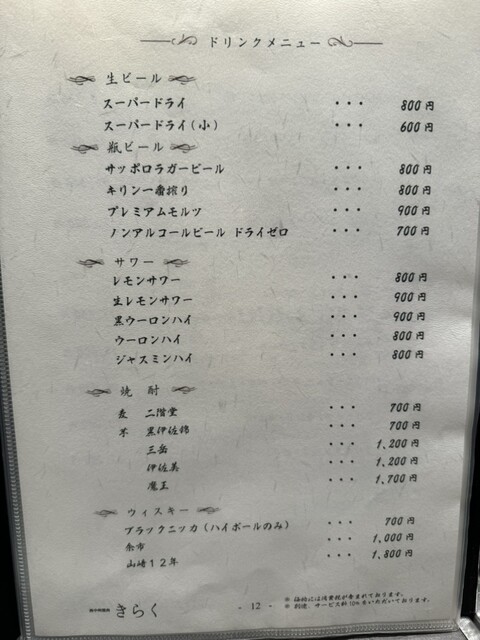 ドリンクメニュー
生ビール
スーパードライ ・・・ 800円
スーパードライ(小) ・・・ 600円
瓶ビール
サッポロラガービール ・・・ 800円
キリン一番搾り ・・・ 800円
プレミアムモルツ ・・・ 900円
ノンアルコールビール ドライゼロ ・・・ 700円
サワー
レモンサワー ・・・ 800円
生レモンサワー ・・・ 900円
黒ウーロンハイ ・・・ 900円
ウーロンハイ ・・・ 800円
ジャスミンハイ ・・・ 800円
焼酎
麦 二階堂 ・・・ 700円
芋 黒伊佐錦 ・・・ 700円
三岳 ・・・ 1,200円
伊佐美 ・・・ 1,200円
魔王 ・・・ 1,700円
ウィスキー
ブラックニッカ(ハイボールのみ) ・・・ 700円
余市 ・・・ 1,000円
山崎12年 ・・・ 1,800円
きらく
- 12 -
※ 価格には消費税が含まれております。
※ 別途、サービス料10%をいただいております。